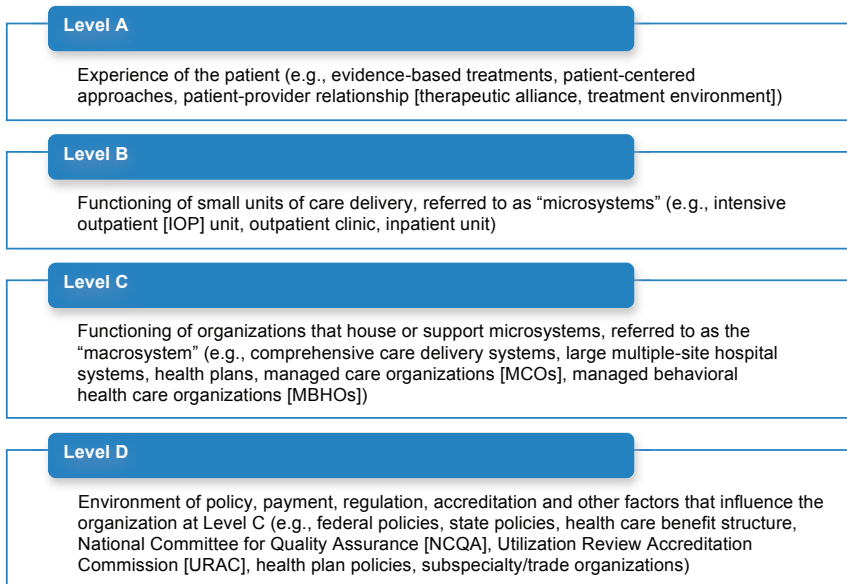 Level A
Experience of the patient (e.g., evidence-based treatments, patient-centered
approaches, patient-provider relationship [therapeutic alliance, treatment environment])
Level B
Functioning of small units of care delivery, referred to as “microsystems” (e.g., intensive
outpatient [IOP] unit, outpatient clinic, inpatient unit)
Level C
Functioning of organizations that house or support microsystems, referred to as the
“macrosystem” (e.g., comprehensive care delivery systems, large multiple-site hospital
systems, health plans, managed care organizations [MCOs], managed behavioral
health care organizations [MBHOs])
Level D
Environment of policy, payment, regulation, accreditation and other factors that influence the
organization at Level C (e.g., federal policies, state policies, health care benefit structure,
National Committee for Quality Assurance [NCQA], Utilization Review Accreditation
Commission [URAC], health plan policies, subspecialty/trade organizations)